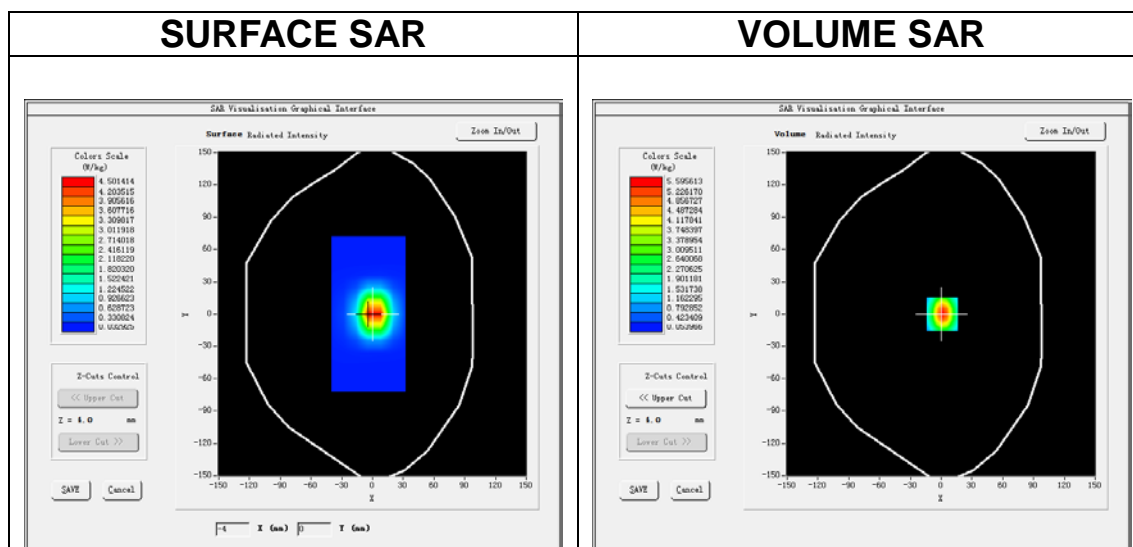 SURFACE SAR
VOLUME SAR
SAR Visualisation Graphical Interface
Surface Radiated Intensity
Zoom In/Out
Colors Scale
(W/kg)
4.501414
4.203515
3.905616
3.607716
3.309817
3.011918
2.714018
2.416119
2.118220
1.820320
1.522421
1.224522
0.926623
0.628723
0.330824
0.032925
Z-Cuts Control
<< Upper Cut
Z = 4.0 mm
Lower Cut >>
SAVE Cancel
150
120
90
60
30
0
-30
-60
-90
-120
-150
Y
-150 -120 -90 -60 -30 0 30 60 90 120 150
X
-4 X (mm) 0 Y (mm)
SAR Visualisation Graphical Interface
Volume Radiated Intensity
Zoom In/Out
Colors Scale
(W/kg)
5.595613
5.226170
4.856727
4.487284
4.117841
3.748397
3.378954
3.009511
2.640068
2.270625
1.901181
1.531738
1.162295
0.792852
0.423409
0.053966
Z-Cuts Control
<< Upper Cut
Z = 4.0 mm
Lower Cut >>
SAVE Cancel
150
120
90
60
30
0
-30
-60
-90
-120
-150
Y
-150 -120 -90 -60 -30 0 30 60 90 120 150
X